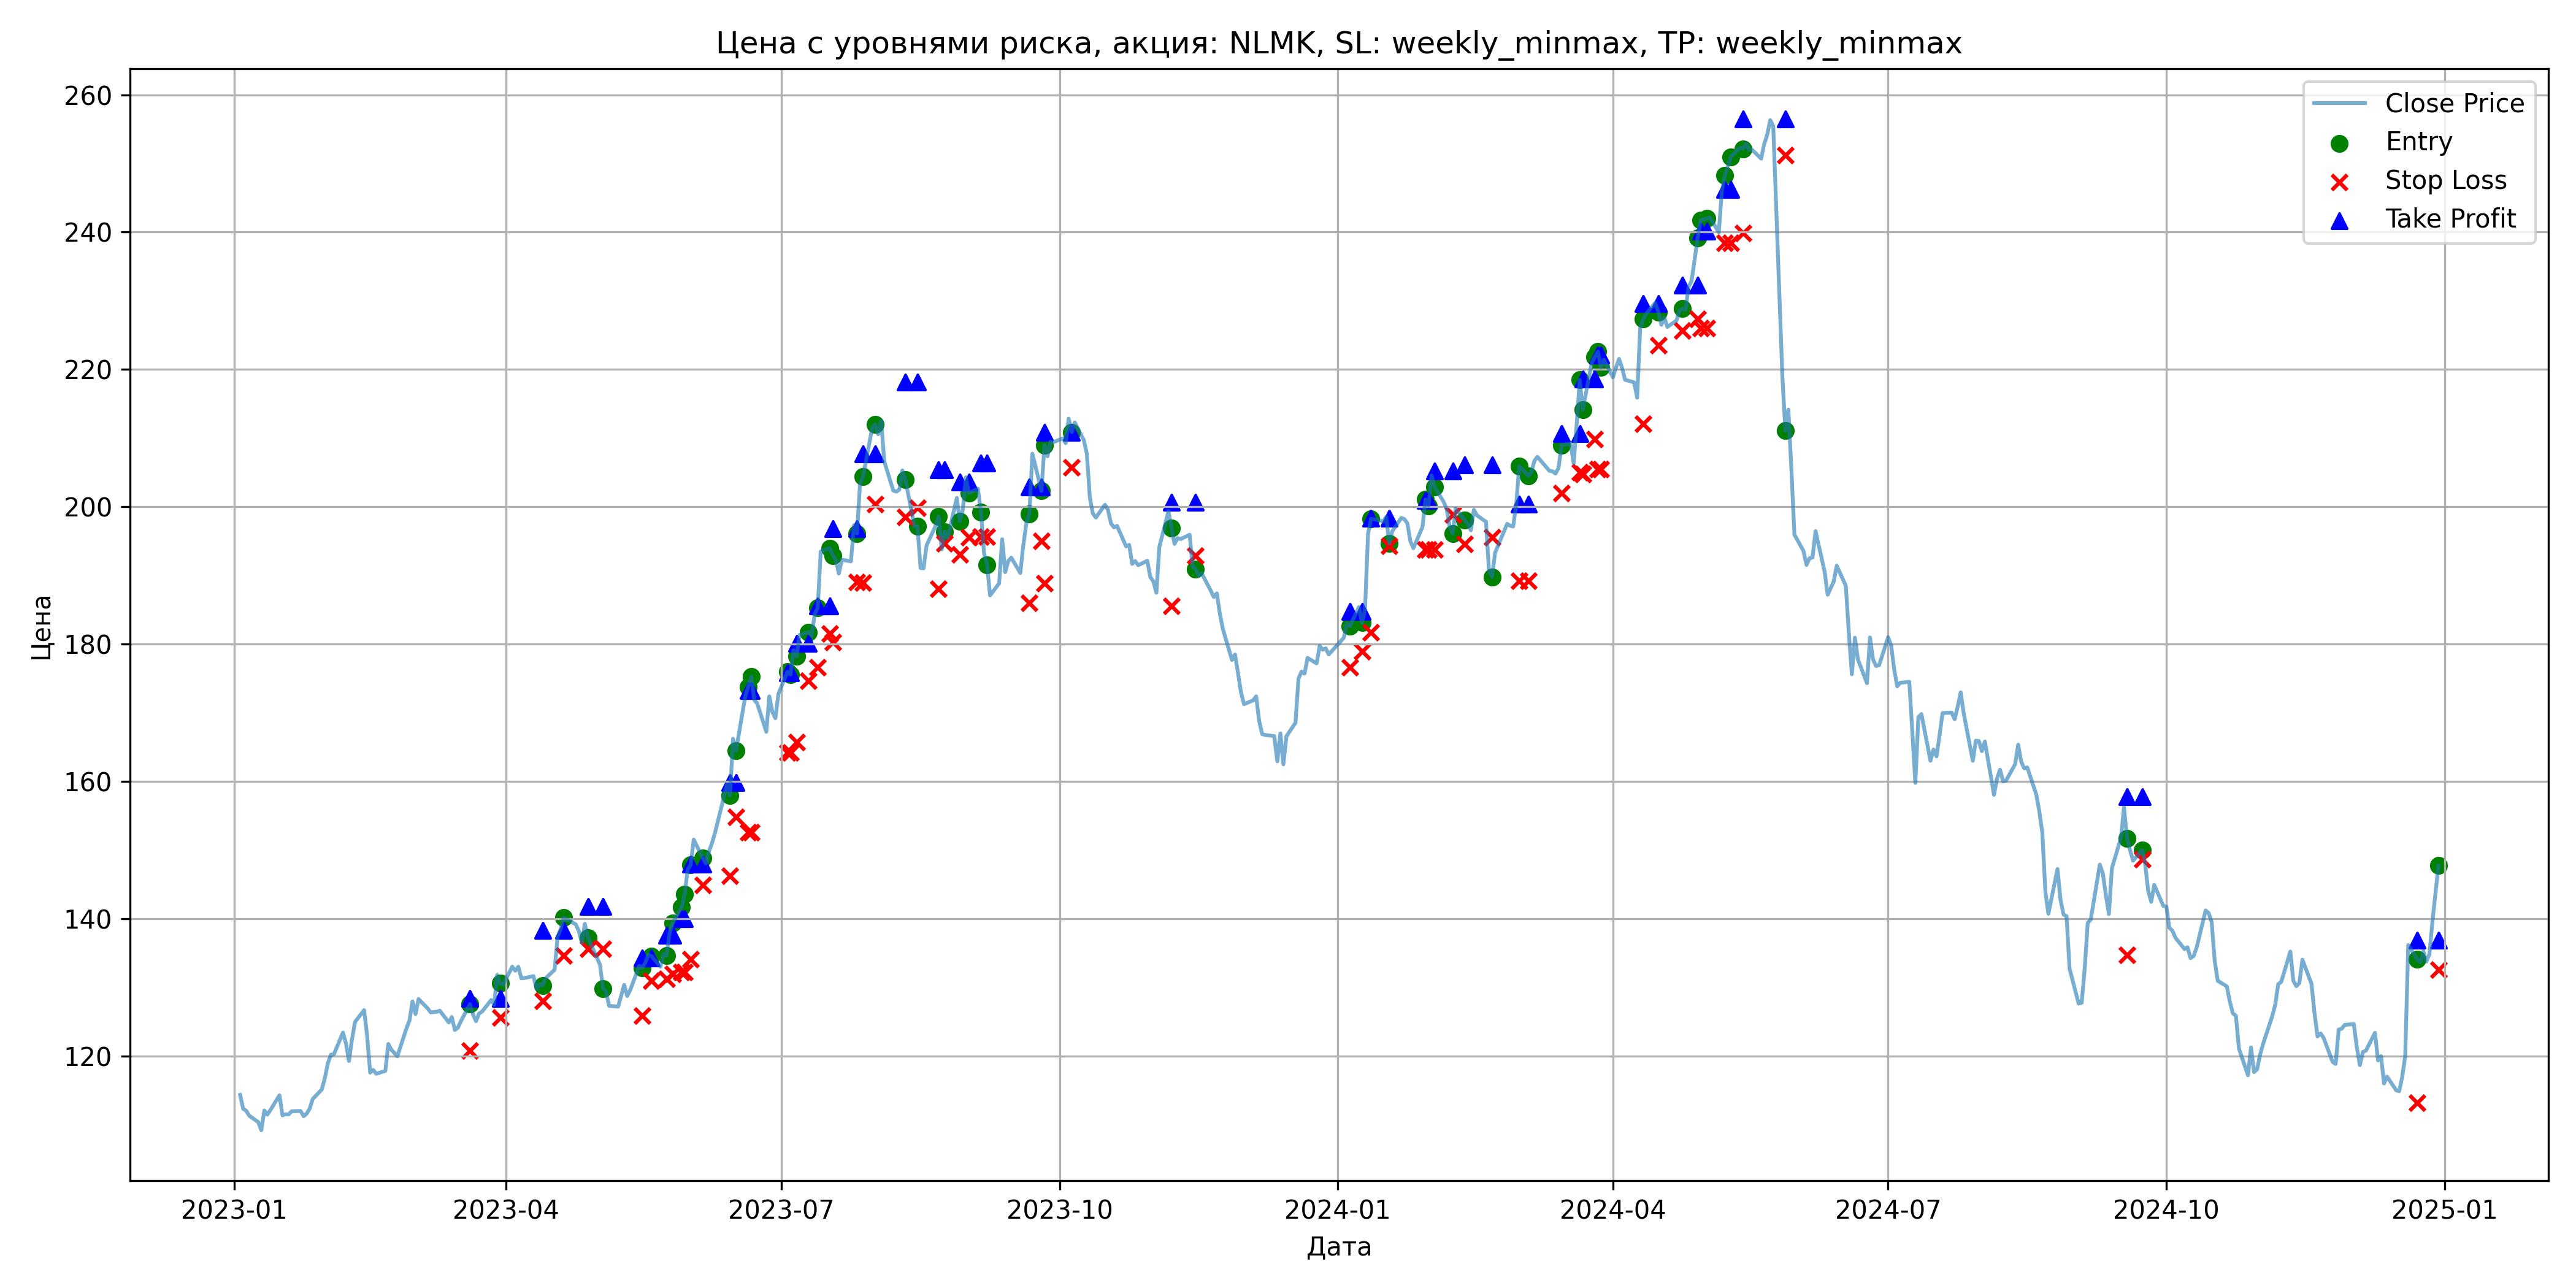 Цена с уровнями риска, акция: NLMK, SL: weekly_minmax, TP: weekly_minmax
Close Price
Entry
Stop Loss
Take Profit
Цена
260
240
220
200
180
160
140
120
2023-01
2023-04
2023-07
2023-10
2024-01
2024-04
2024-07
2024-10
2025-01
Дата